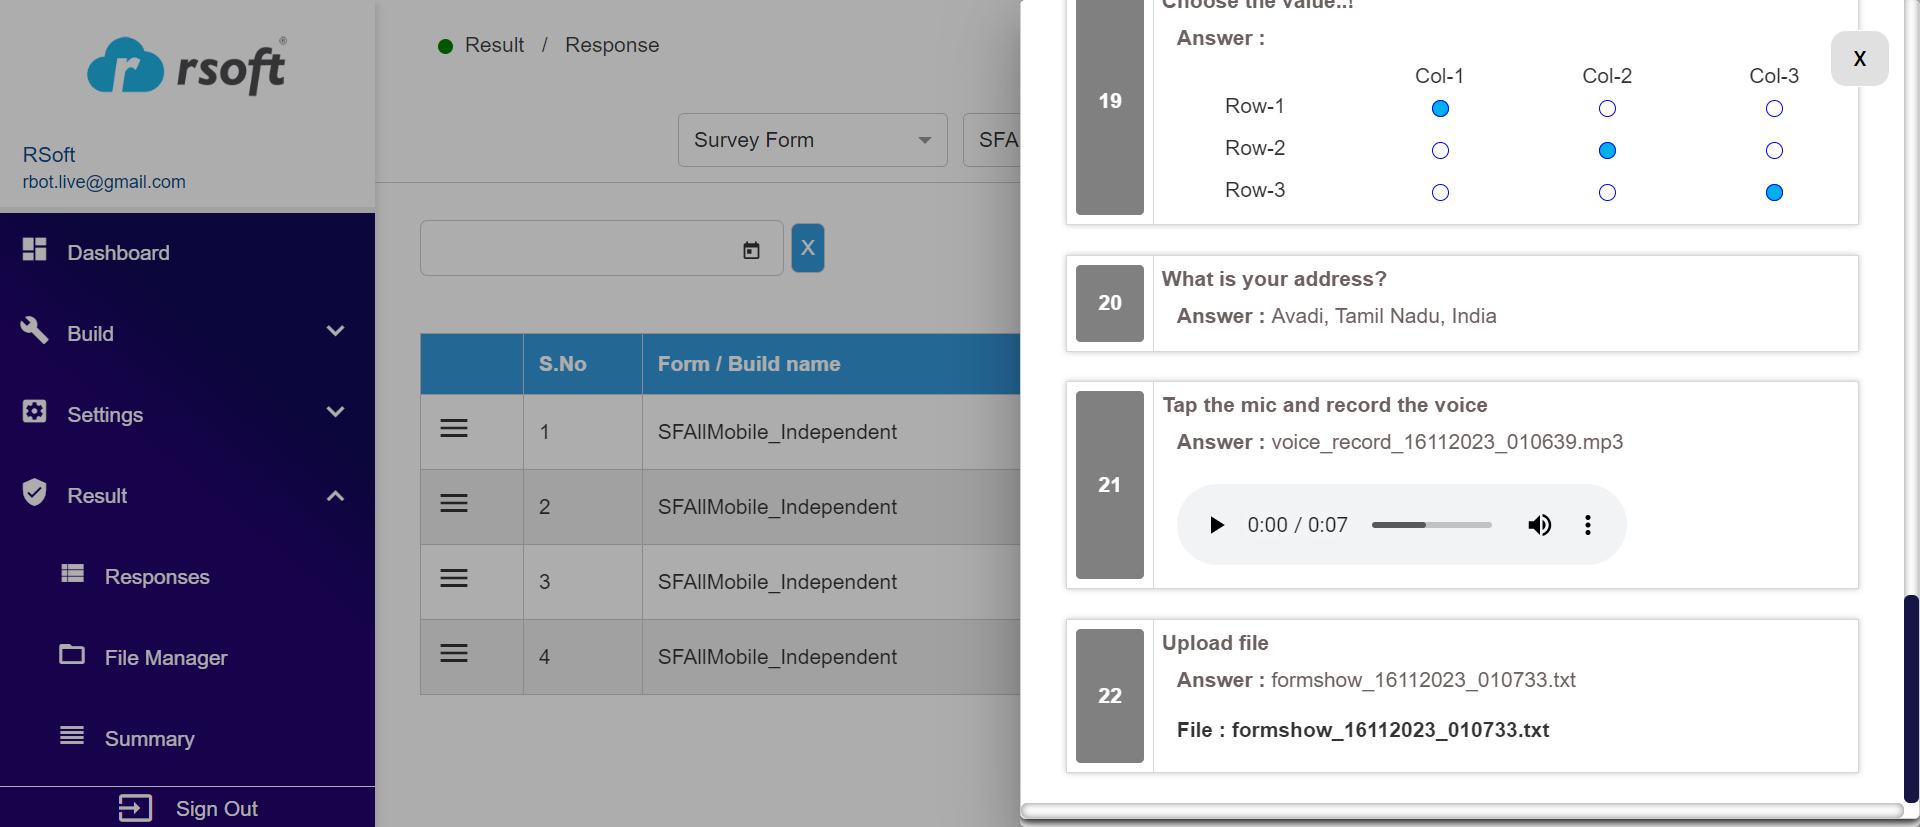 rsoft®
RSoft
rbot.live@gmail.com
Dashboard
Build
Settings
Result
Responses
File Manager
Summary
Sign Out
Result / Response
Survey Form
SFA
X
S.No Form / Build name
1 SFAllMobile_Independent
2 SFAllMobile_Independent
3 SFAllMobile_Independent
4 SFAllMobile_Independent
X
19
Choose the value..!
Answer :
Col-1 Col-2 Col-3
Row-1
Row-2
Row-3
20
What is your address?
Answer : Avadi, Tamil Nadu, India
21
Tap the mic and record the voice
Answer : voice_record_16112023_010639.mp3
0:00 / 0:07
22
Upload file
Answer : formshow_16112023_010733.txt
File : formshow_16112023_010733.txt